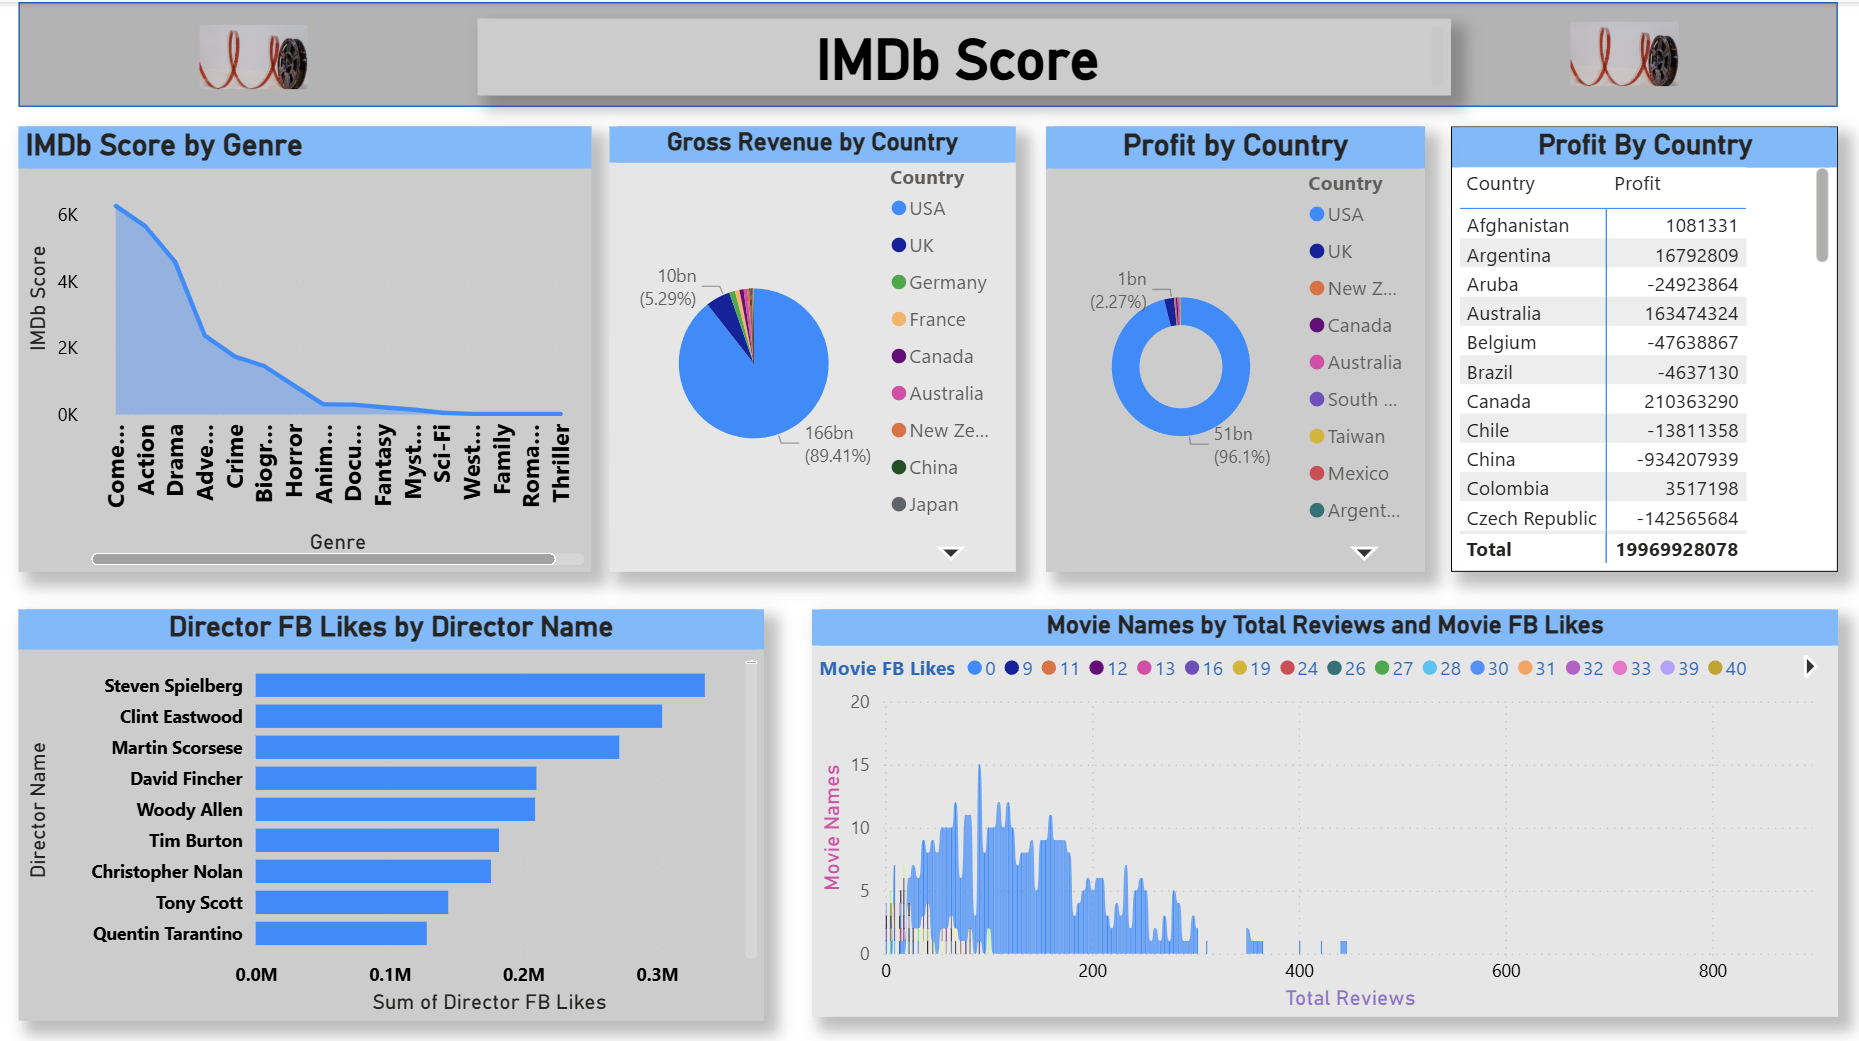 IMDb Score
IMDb Score by Genre
IMDb Score
6K
4K
2K
0K
Come...
Action
Drama
Adve...
Crime
Biogr...
Horror
Anim...
Docu...
Fantasy
Myst...
Sci-Fi
West...
Family
Roma...
Thriller
Genre
Gross Revenue by Country
Country
USA
UK
Germany
France
Canada
Australia
New Ze...
China
Japan
10bn
(5.29%)
166bn
(89.41%)
Profit by Country
Country
USA
UK
New Z...
Canada
Australia
South ...
Taiwan
Mexico
Argent...
1bn
(2.27%)
51bn
(96.1%)
Profit By Country
Country Profit
Afghanistan 1081331
Argentina 16792809
Aruba -24923864
Australia 163474324
Belgium -47638867
Brazil -4637130
Canada 210363290
Chile -13811358
China -934207939
Colombia 3517198
Czech Republic -142565684
Total 19969928078
Director FB Likes by Director Name
Director Name
Steven Spielberg
Clint Eastwood
Martin Scorsese
David Fincher
Woody Allen
Tim Burton
Christopher Nolan
Tony Scott
Quentin Tarantino
0.0M 0.1M 0.2M 0.3M
Sum of Director FB Likes
Movie Names by Total Reviews and Movie FB Likes
Movie FB Likes 0 9 11 12 13 16 19 24 26 27 28 30 31 32 33 39 40
Movie Names
20
15
10
5
0
0 200 400 600 800
Total Reviews